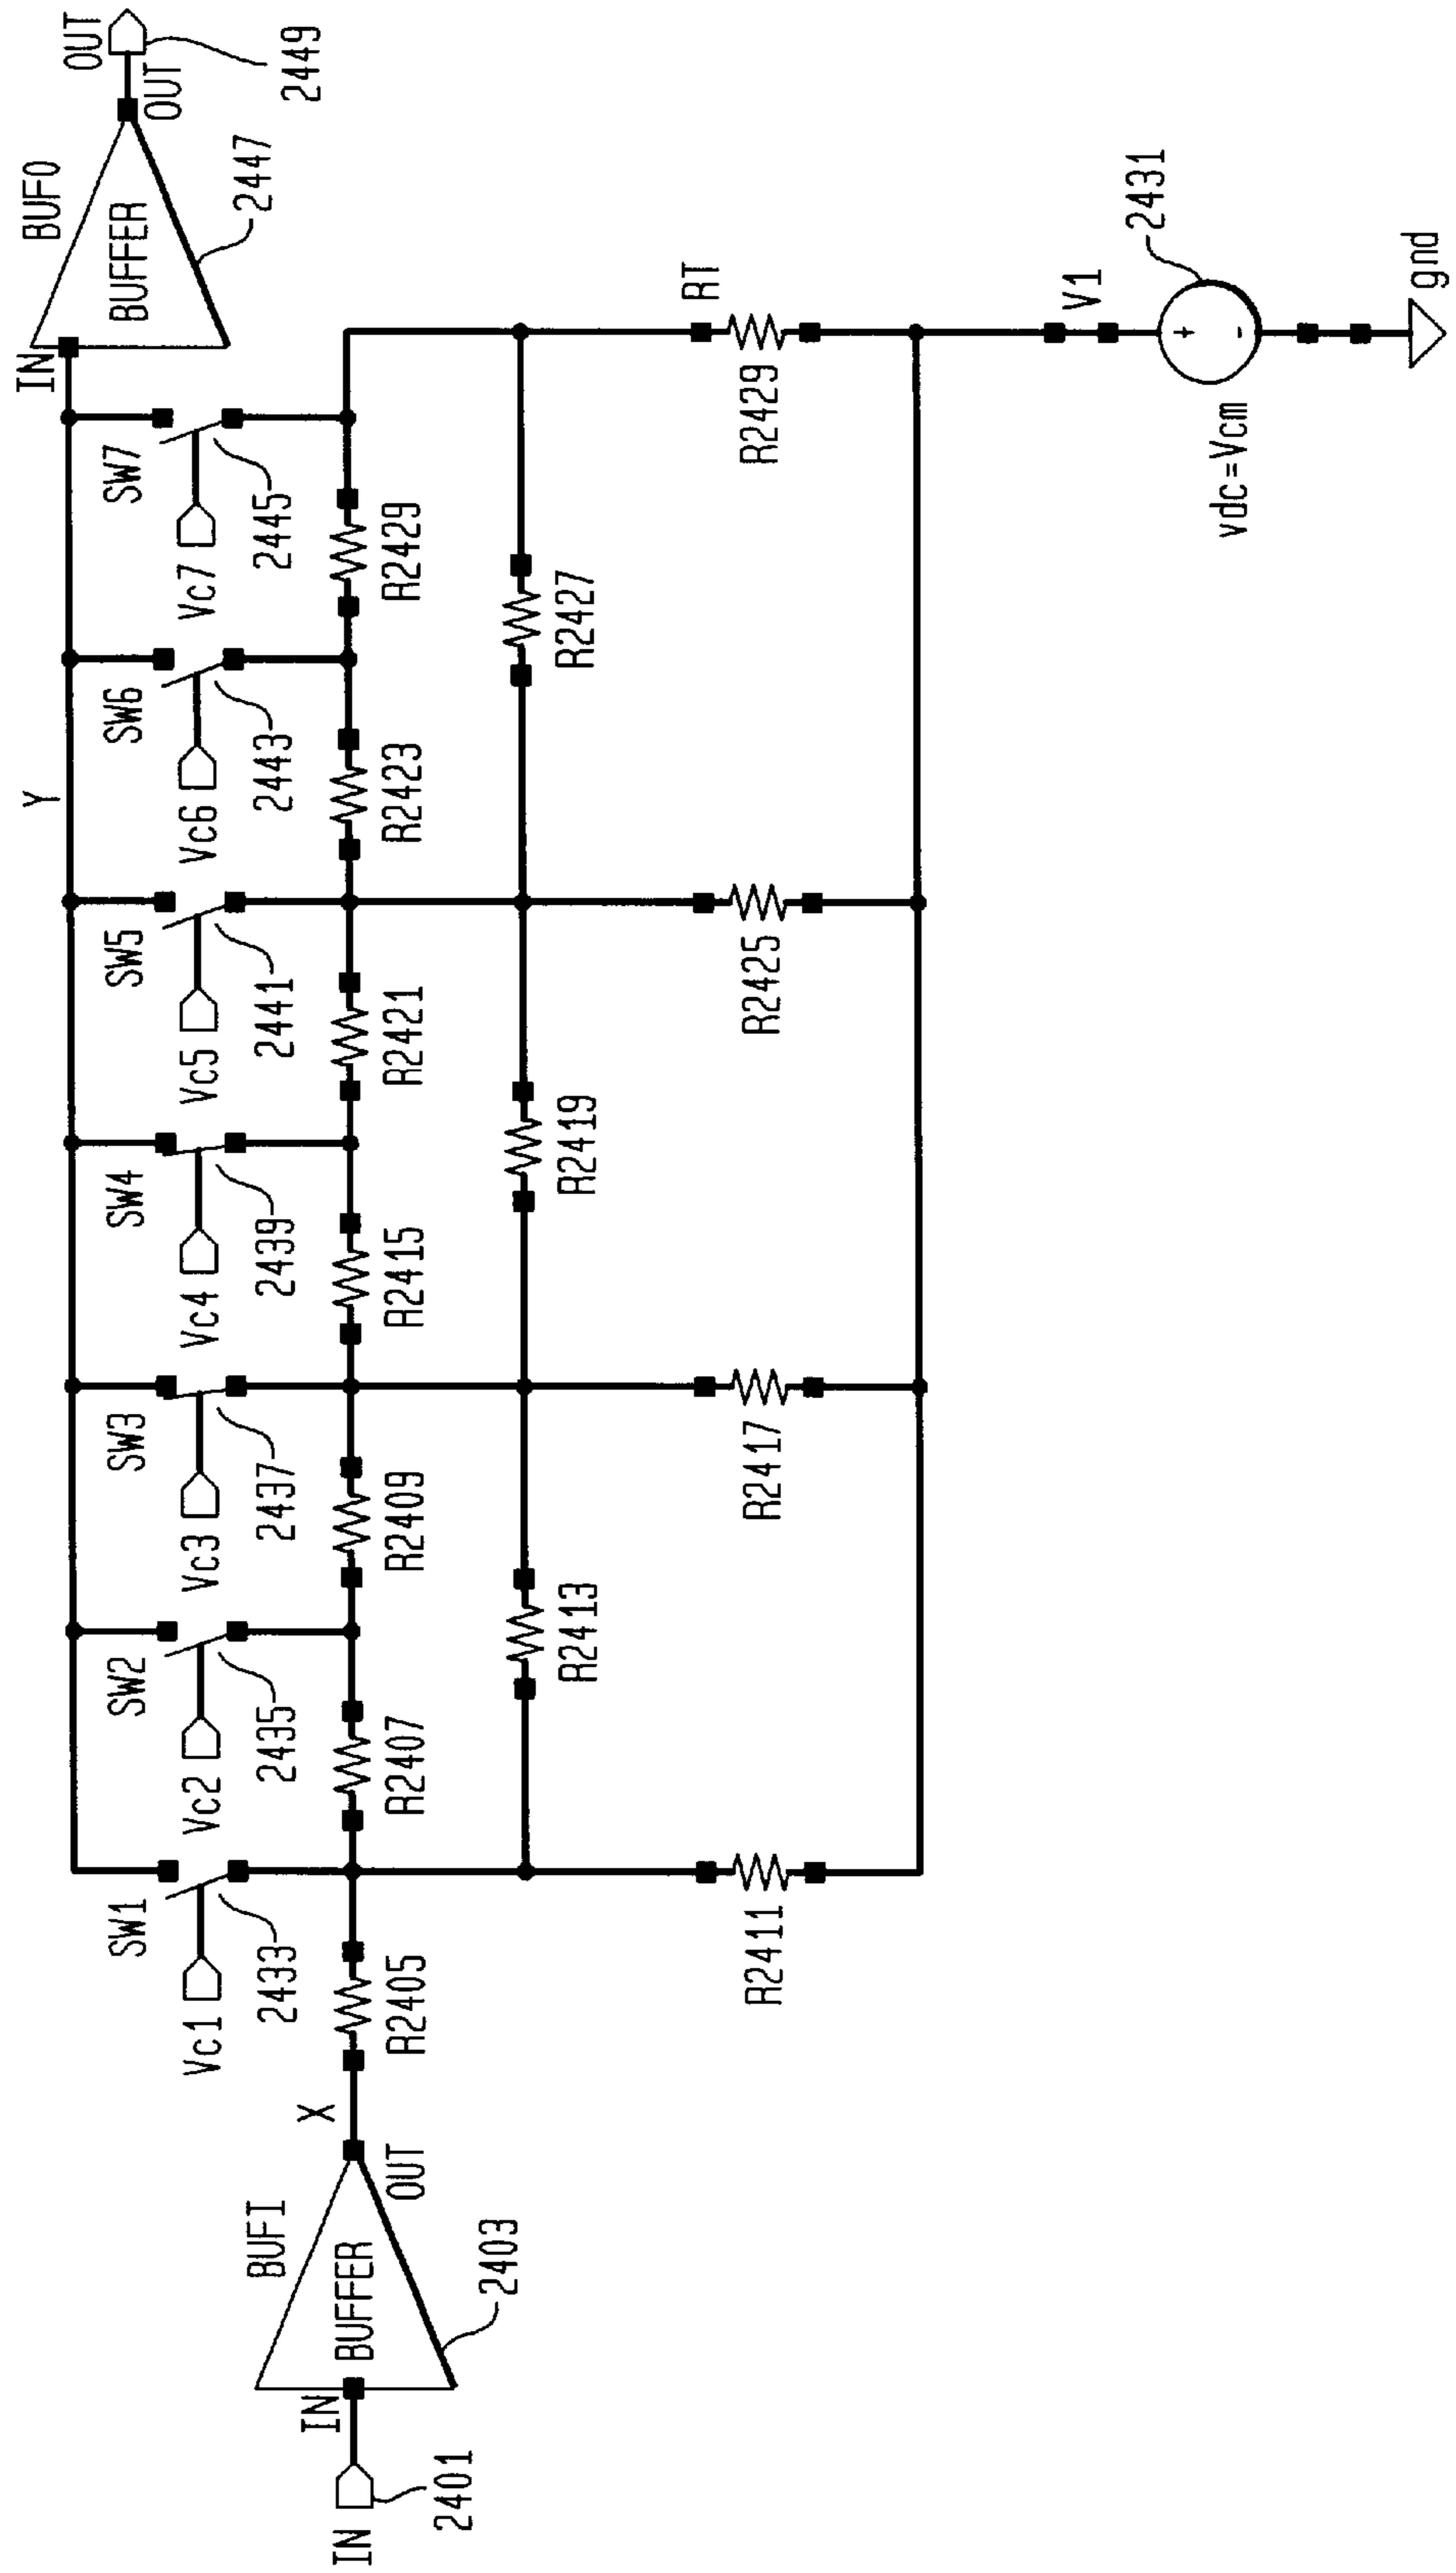 IN
2401
IN
BUFI
BUFFER
2403
OUT
X
R2405
Vc1
SW1
2433
R2407
Vc2
SW2
2435
R2409
Vc3
SW3
2437
R2415
Vc4
SW4
2439
R2421
Vc5
SW5
2441
R2423
Vc6
SW6
2443
R2429
Vc7
SW7
2445
Y
IN
BUFO
BUFFER
2447
OUT
OUT
2449
R2413
R2419
R2427
R2411
R2417
R2425
R2429
RT
V1
2431
+
-
vdc=Vcm
gnd